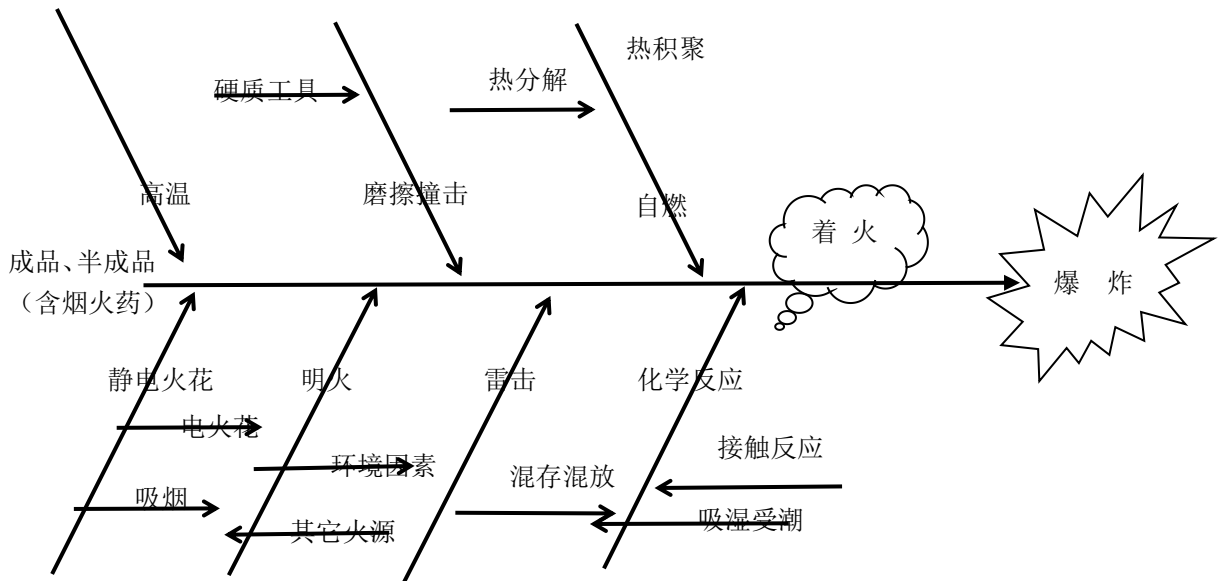 热积聚
热分解
硬质工具
高温
磨擦撞击
自燃
着 火
成品、半成品
（含烟火药）
爆 炸
静电火花
明火
雷击
化学反应
电火花
接触反应
环境因素
混存混放
吸烟
吸湿受潮
其它火源